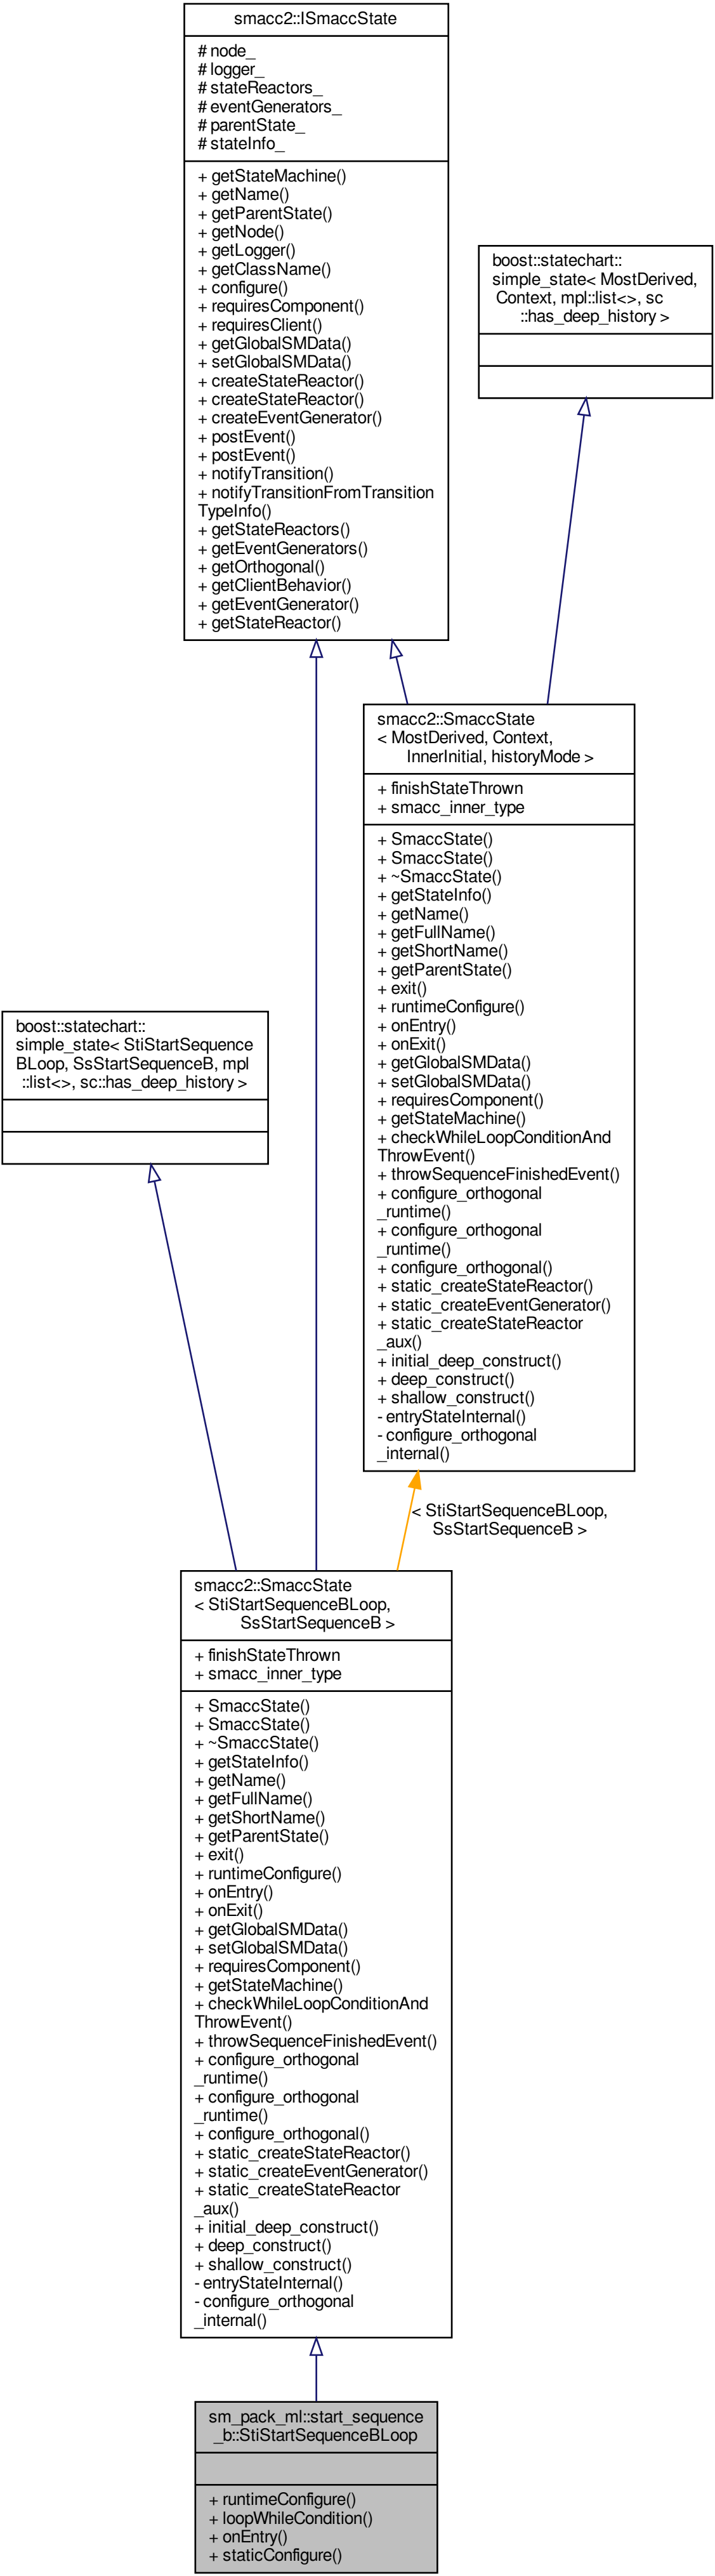 smacc2::ISmaccState
# node_
# logger_
# stateReactors_
# eventGenerators_
# parentState_
# stateInfo_
+ getStateMachine()
+ getName()
+ getParentState()
+ getNode()
+ getLogger()
+ getClassName()
+ configure()
+ requiresComponent()
+ requiresClient()
+ getGlobalSMData()
+ setGlobalSMData()
+ createStateReactor()
+ createStateReactor()
+ createEventGenerator()
+ postEvent()
+ postEvent()
+ notifyTransition()
+ notifyTransitionFromTransition
TypeInfo()
+ getStateReactors()
+ getEventGenerators()
+ getOrthogonal()
+ getClientBehavior()
+ getEventGenerator()
+ getStateReactor()
boost::statechart::
simple_state< MostDerived,
Context, mpl::list<>, sc
::has_deep_history >
smacc2::SmaccState
< MostDerived, Context,
InnerInitial, historyMode >
+ finishStateThrown
+ smacc_inner_type
+ SmaccState()
+ SmaccState()
+ ~SmaccState()
+ getStateInfo()
+ getName()
+ getFullName()
+ getShortName()
+ getParentState()
+ exit()
+ runtimeConfigure()
+ onEntry()
+ onExit()
+ getGlobalSMData()
+ setGlobalSMData()
+ requiresComponent()
+ getStateMachine()
+ checkWhileLoopConditionAnd
ThrowEvent()
+ throwSequenceFinishedEvent()
+ configure_orthogonal
_runtime()
+ configure_orthogonal
_runtime()
+ configure_orthogonal()
+ static_createStateReactor()
+ static_createEventGenerator()
+ static_createStateReactor
_aux()
+ initial_deep_construct()
+ deep_construct()
+ shallow_construct()
- entryStateInternal()
- configure_orthogonal
_internal()
boost::statechart::
simple_state< StiStartSequence
BLoop, SsStartSequenceB, mpl
::list<>, sc::has_deep_history >
< StiStartSequenceBLoop,
SsStartSequenceB >
smacc2::SmaccState
< StiStartSequenceBLoop,
SsStartSequenceB >
+ finishStateThrown
+ smacc_inner_type
+ SmaccState()
+ SmaccState()
+ ~SmaccState()
+ getStateInfo()
+ getName()
+ getFullName()
+ getShortName()
+ getParentState()
+ exit()
+ runtimeConfigure()
+ onEntry()
+ onExit()
+ getGlobalSMData()
+ setGlobalSMData()
+ requiresComponent()
+ getStateMachine()
+ checkWhileLoopConditionAnd
ThrowEvent()
+ throwSequenceFinishedEvent()
+ configure_orthogonal
_runtime()
+ configure_orthogonal
_runtime()
+ configure_orthogonal()
+ static_createStateReactor()
+ static_createEventGenerator()
+ static_createStateReactor
_aux()
+ initial_deep_construct()
+ deep_construct()
+ shallow_construct()
- entryStateInternal()
- configure_orthogonal
_internal()
sm_pack_ml::start_sequence
_b::StiStartSequenceBLoop
+ runtimeConfigure()
+ loopWhileCondition()
+ onEntry()
+ staticConfigure()